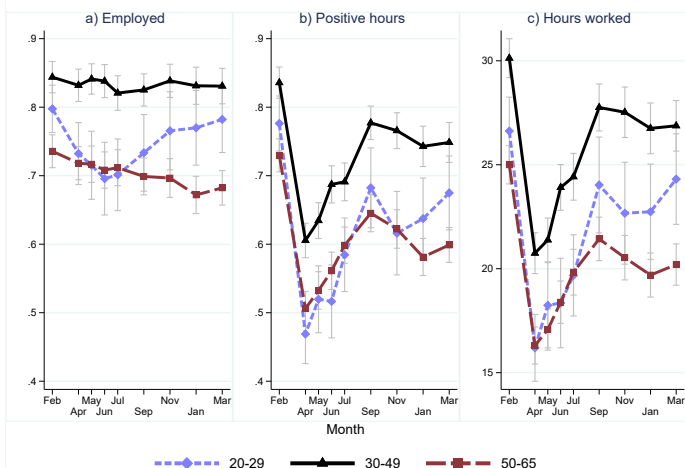 a) Employed
b) Positive hours
c) Hours worked
.9
.8
.7
.6
.5
.4
Feb Apr May Jun Jul Sep Nov Jan Mar
.9
.8
.7
.6
.5
.4
Feb Apr May Jun Jul Sep Nov Jan Mar
30
25
20
15
Feb Apr May Jun Jul Sep Nov Jan Mar
Month
20-29 30-49 50-65